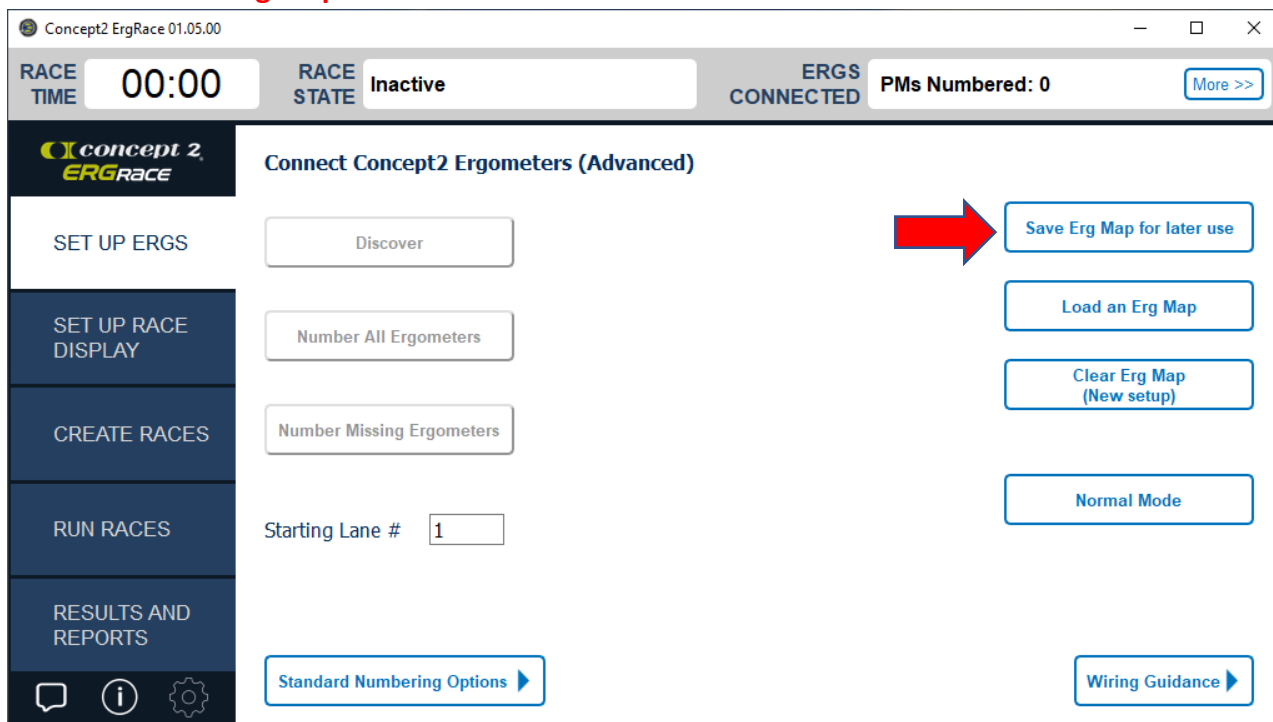 Concept2 ErgRace 01.05.00
RACE TIME 00:00 RACE STATE Inactive ERGS CONNECTED PMs Numbered: 0 More >>
concept 2
ERGRACE
Connect Concept2 Ergometers (Advanced)
SET UP ERGS
Discover
Save Erg Map for later use
SET UP RACE
DISPLAY
Number All Ergometers
Load an Erg Map
Clear Erg Map
(New setup)
CREATE RACES
Number Missing Ergometers
Normal Mode
RUN RACES
Starting Lane # 1
RESULTS AND
REPORTS
Standard Numbering Options
Wiring Guidance